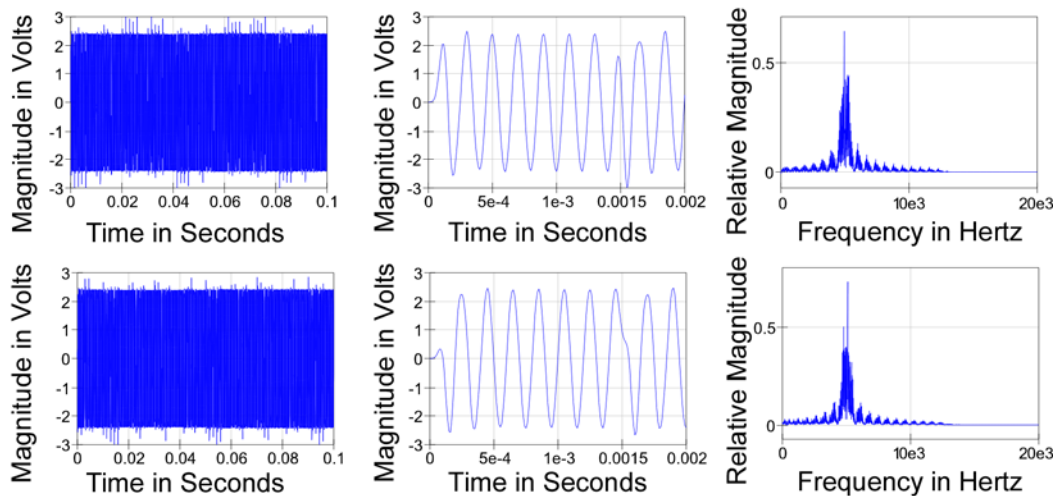 Magnitude in Volts
3
2
1
0
-1
-2
-3
0 0.02 0.04 0.06 0.08 0.1
Time in Seconds
Magnitude in Volts
3
2
1
0
-1
-2
-3
0 5e-4 1e-3 0.0015 0.002
Time in Seconds
Relative Magnitude
0.5
0
0 10e3 20e3
Frequency in Hertz
Magnitude in Volts
3
2
1
0
-1
-2
-3
0 0.02 0.04 0.06 0.08 0.1
Time in Seconds
Magnitude in Volts
3
2
1
0
-1
-2
-3
0 5e-4 1e-3 0.0015 0.002
Time in Seconds
Relative Magnitude
0.5
0
0 10e3 20e3
Frequency in Hertz